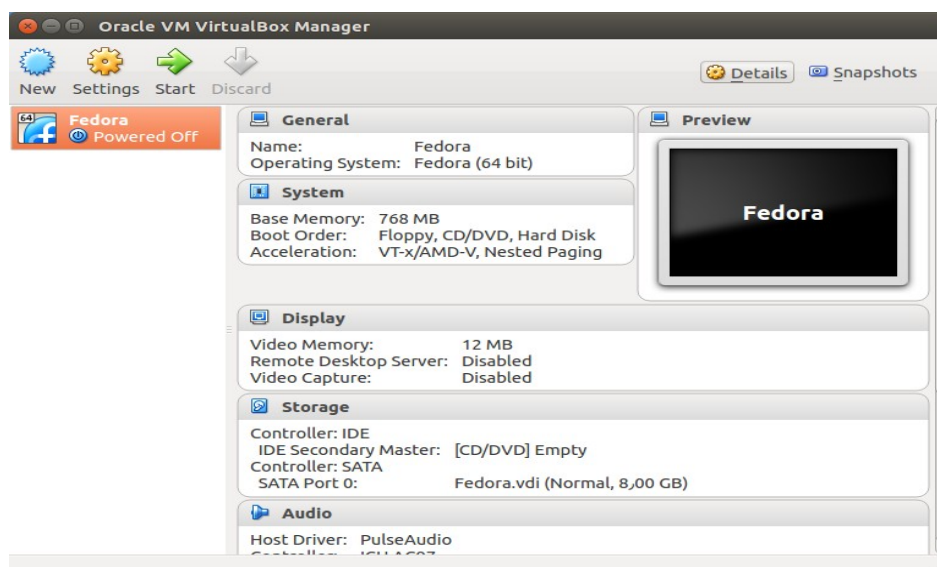 Oracle VM VirtualBox Manager
New Settings Start Discard
Details Snapshots
64 Fedora
Powered Off
General
Name: Fedora
Operating System: Fedora (64 bit)
System
Base Memory: 768 MB
Boot Order: Floppy, CD/DVD, Hard Disk
Acceleration: VT-x/AMD-V, Nested Paging
Preview
Fedora
Display
Video Memory: 12 MB
Remote Desktop Server: Disabled
Video Capture: Disabled
Storage
Controller: IDE
IDE Secondary Master: [CD/DVD] Empty
Controller: SATA
SATA Port 0: Fedora.vdi (Normal, 8,00 GB)
Audio
Host Driver: PulseAudio